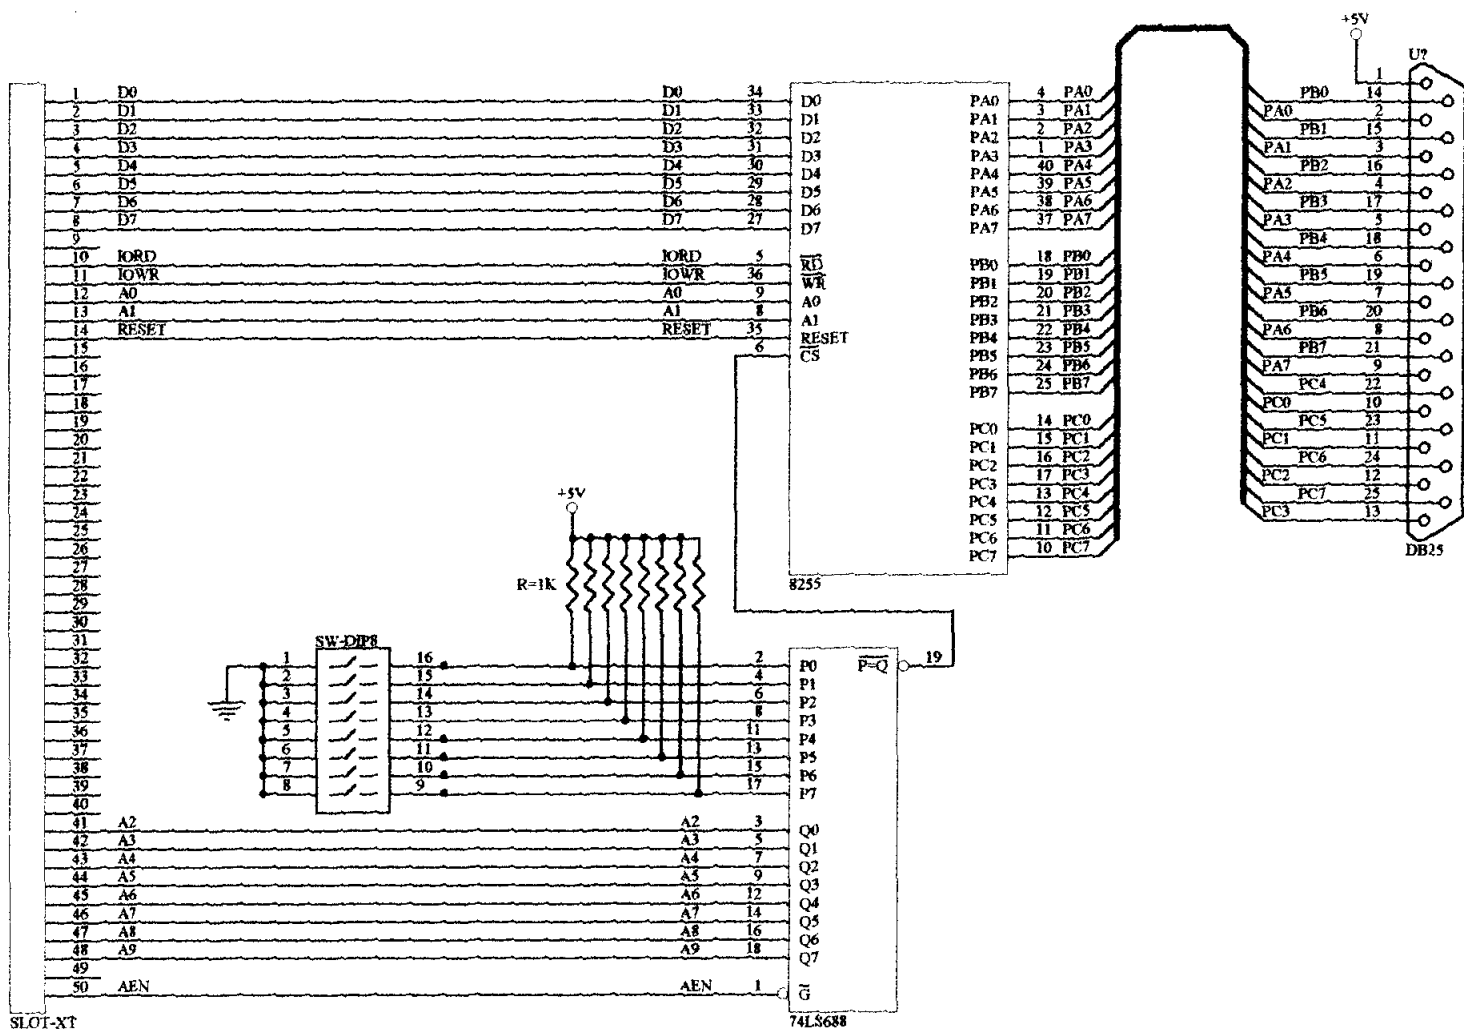 +5V
U?
1 D0 D0 34 D0 PA0 4 PA0
2 D1 D1 33 D1 PA1 3 PA1
3 D2 D2 32 D2 PA2 2 PA2
4 D3 D3 31 D3 PA3 1 PA3
5 D4 D4 30 D4 PA4 40 PA4
6 D5 D5 29 D5 PA5 39 PA5
7 D6 D6 28 D6 PA6 38 PA6
8 D7 D7 27 D7 PA7 37 PA7
9
10 IORD IORD 5 RD PB0 18 PB0
11 IOWR IOWR 36 WR PB1 19 PB1
12 A0 A0 9 A0 PB2 20 PB2
13 A1 A1 8 A1 PB3 21 PB3
14 RESET RESET 35 RESET PB4 22 PB4
15 6 CS PB5 23 PB5
16 PB6 24 PB6
17 PB7 25 PB7
18
19 PC0 14 PC0
20 PC1 15 PC1
21 PC2 16 PC2
22 PC3 17 PC3
23 PC4 13 PC4
24 PC5 12 PC5
25 PC6 11 PC6
26 PC7 10 PC7
27
28
29
30
31
32
33
34
35
36
37
38
39
40
41 A2 A2 3 Q0
42 A3 A3 5 Q1
43 A4 A4 7 Q2
44 A5 A5 9 Q3
45 A6 A6 12 Q4
46 A7 A7 14 Q5
47 A8 A8 16 Q6
48 A9 A9 18 Q7
49
50 AEN AEN 1 G
SLOT-XT
74LS688
8255
+5V
R=1K
SW-DIP8
1 16 2 P0 P=Q 19
2 15 4 P1
3 14 6 P2
4 13 8 P3
5 12 11 P4
6 11 13 P5
7 10 15 P6
8 9 17 P7
1
PB0 14
PA0 2
PB1 15
PA1 3
PB2 16
PA2 4
PB3 17
PA3 5
PB4 18
PA4 6
PB5 19
PA5 7
PB6 20
PA6 8
PB7 21
PA7 9
PC4 22
PC0 10
PC5 23
PC1 11
PC6 24
PC2 12
PC7 25
PC3 13
DB25